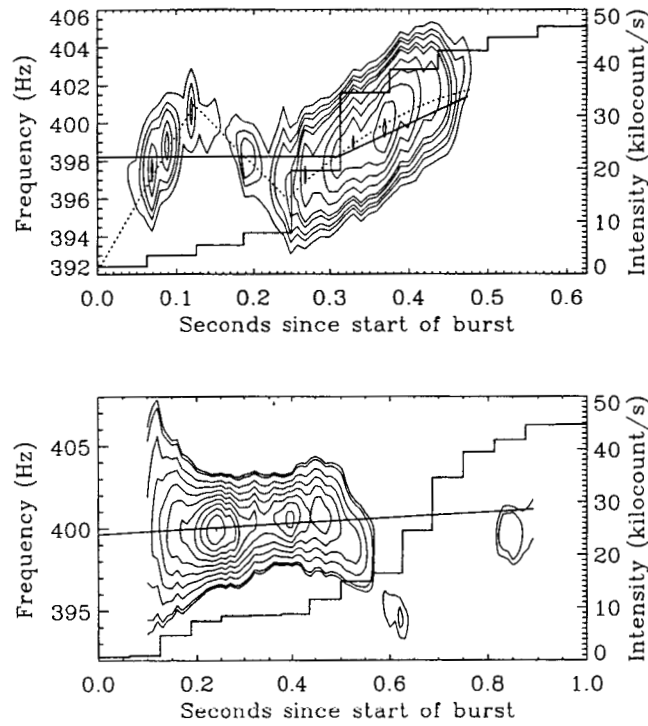 406
404
402
400
398
396
394
392
Frequency (Hz)
50
40
30
20
10
0
Intensity (kilocount/s)
0.0 0.1 0.2 0.3 0.4 0.5 0.6
Seconds since start of burst
405
400
395
Frequency (Hz)
50
40
30
20
10
0
Intensity (kilocount/s)
0.0 0.2 0.4 0.6 0.8 1.0
Seconds since start of burst